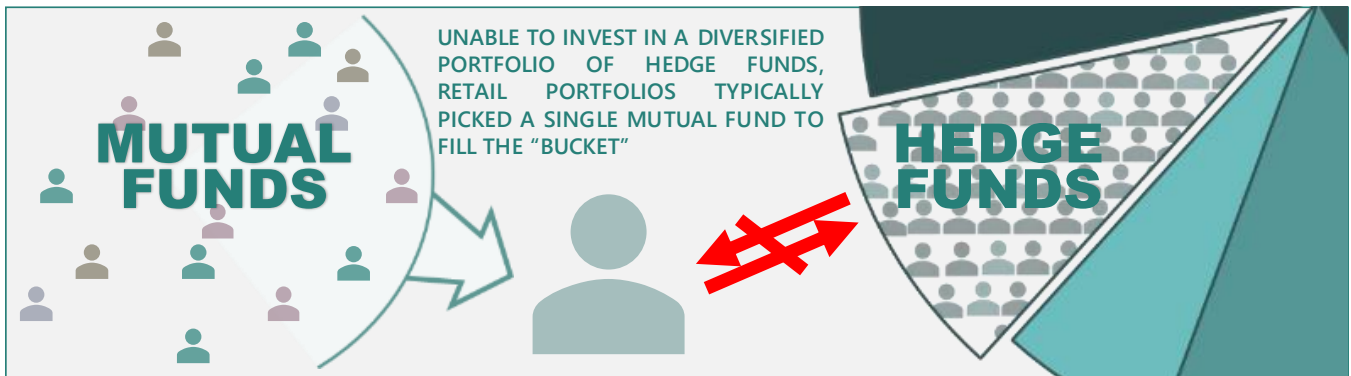 MUTUAL
FUNDS
UNABLE TO INVEST IN A DIVERSIFIED
PORTFOLIO OF HEDGE FUNDS,
RETAIL PORTFOLIOS TYPICALLY
PICKED A SINGLE MUTUAL FUND TO
FILL THE “BUCKET”
HEDGE
FUNDS